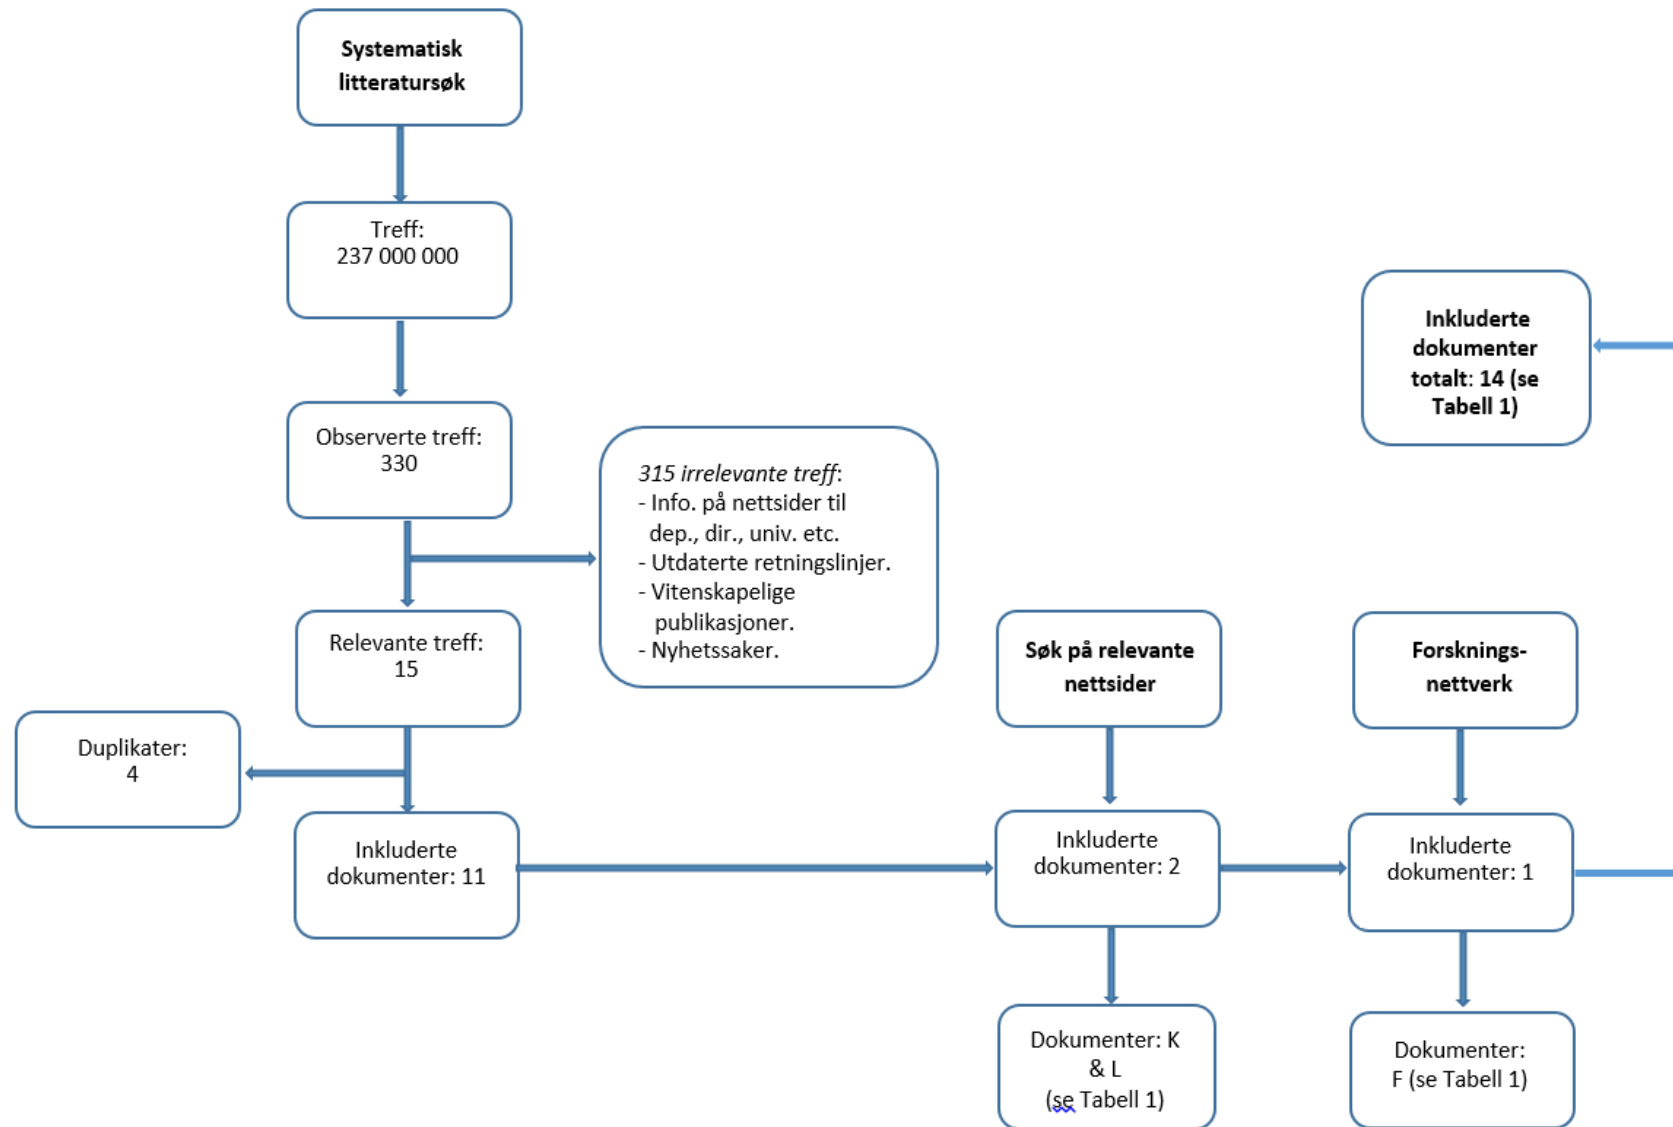 Systematisk
litteratursøk
Treff:
237 000 000
Observerte treff:
330
315 irrelevante treff:
- Info. på nettsider til
dep., dir., univ. etc.
- Utdaterte retningslinjer.
- Vitenskapelige
publikasjoner.
- Nyhetssaker.
Relevante treff:
15
Duplikater:
4
Inkluderte
dokumenter: 11
Søk på relevante
nettsider
Inkluderte
dokumenter: 2
Dokumenter: K
& L
(se Tabell 1)
Forsknings-
nettverk
Inkluderte
dokumenter: 1
Dokumenter:
F (se Tabell 1)
Inkluderte
dokumenter
totalt: 14 (se
Tabell 1)